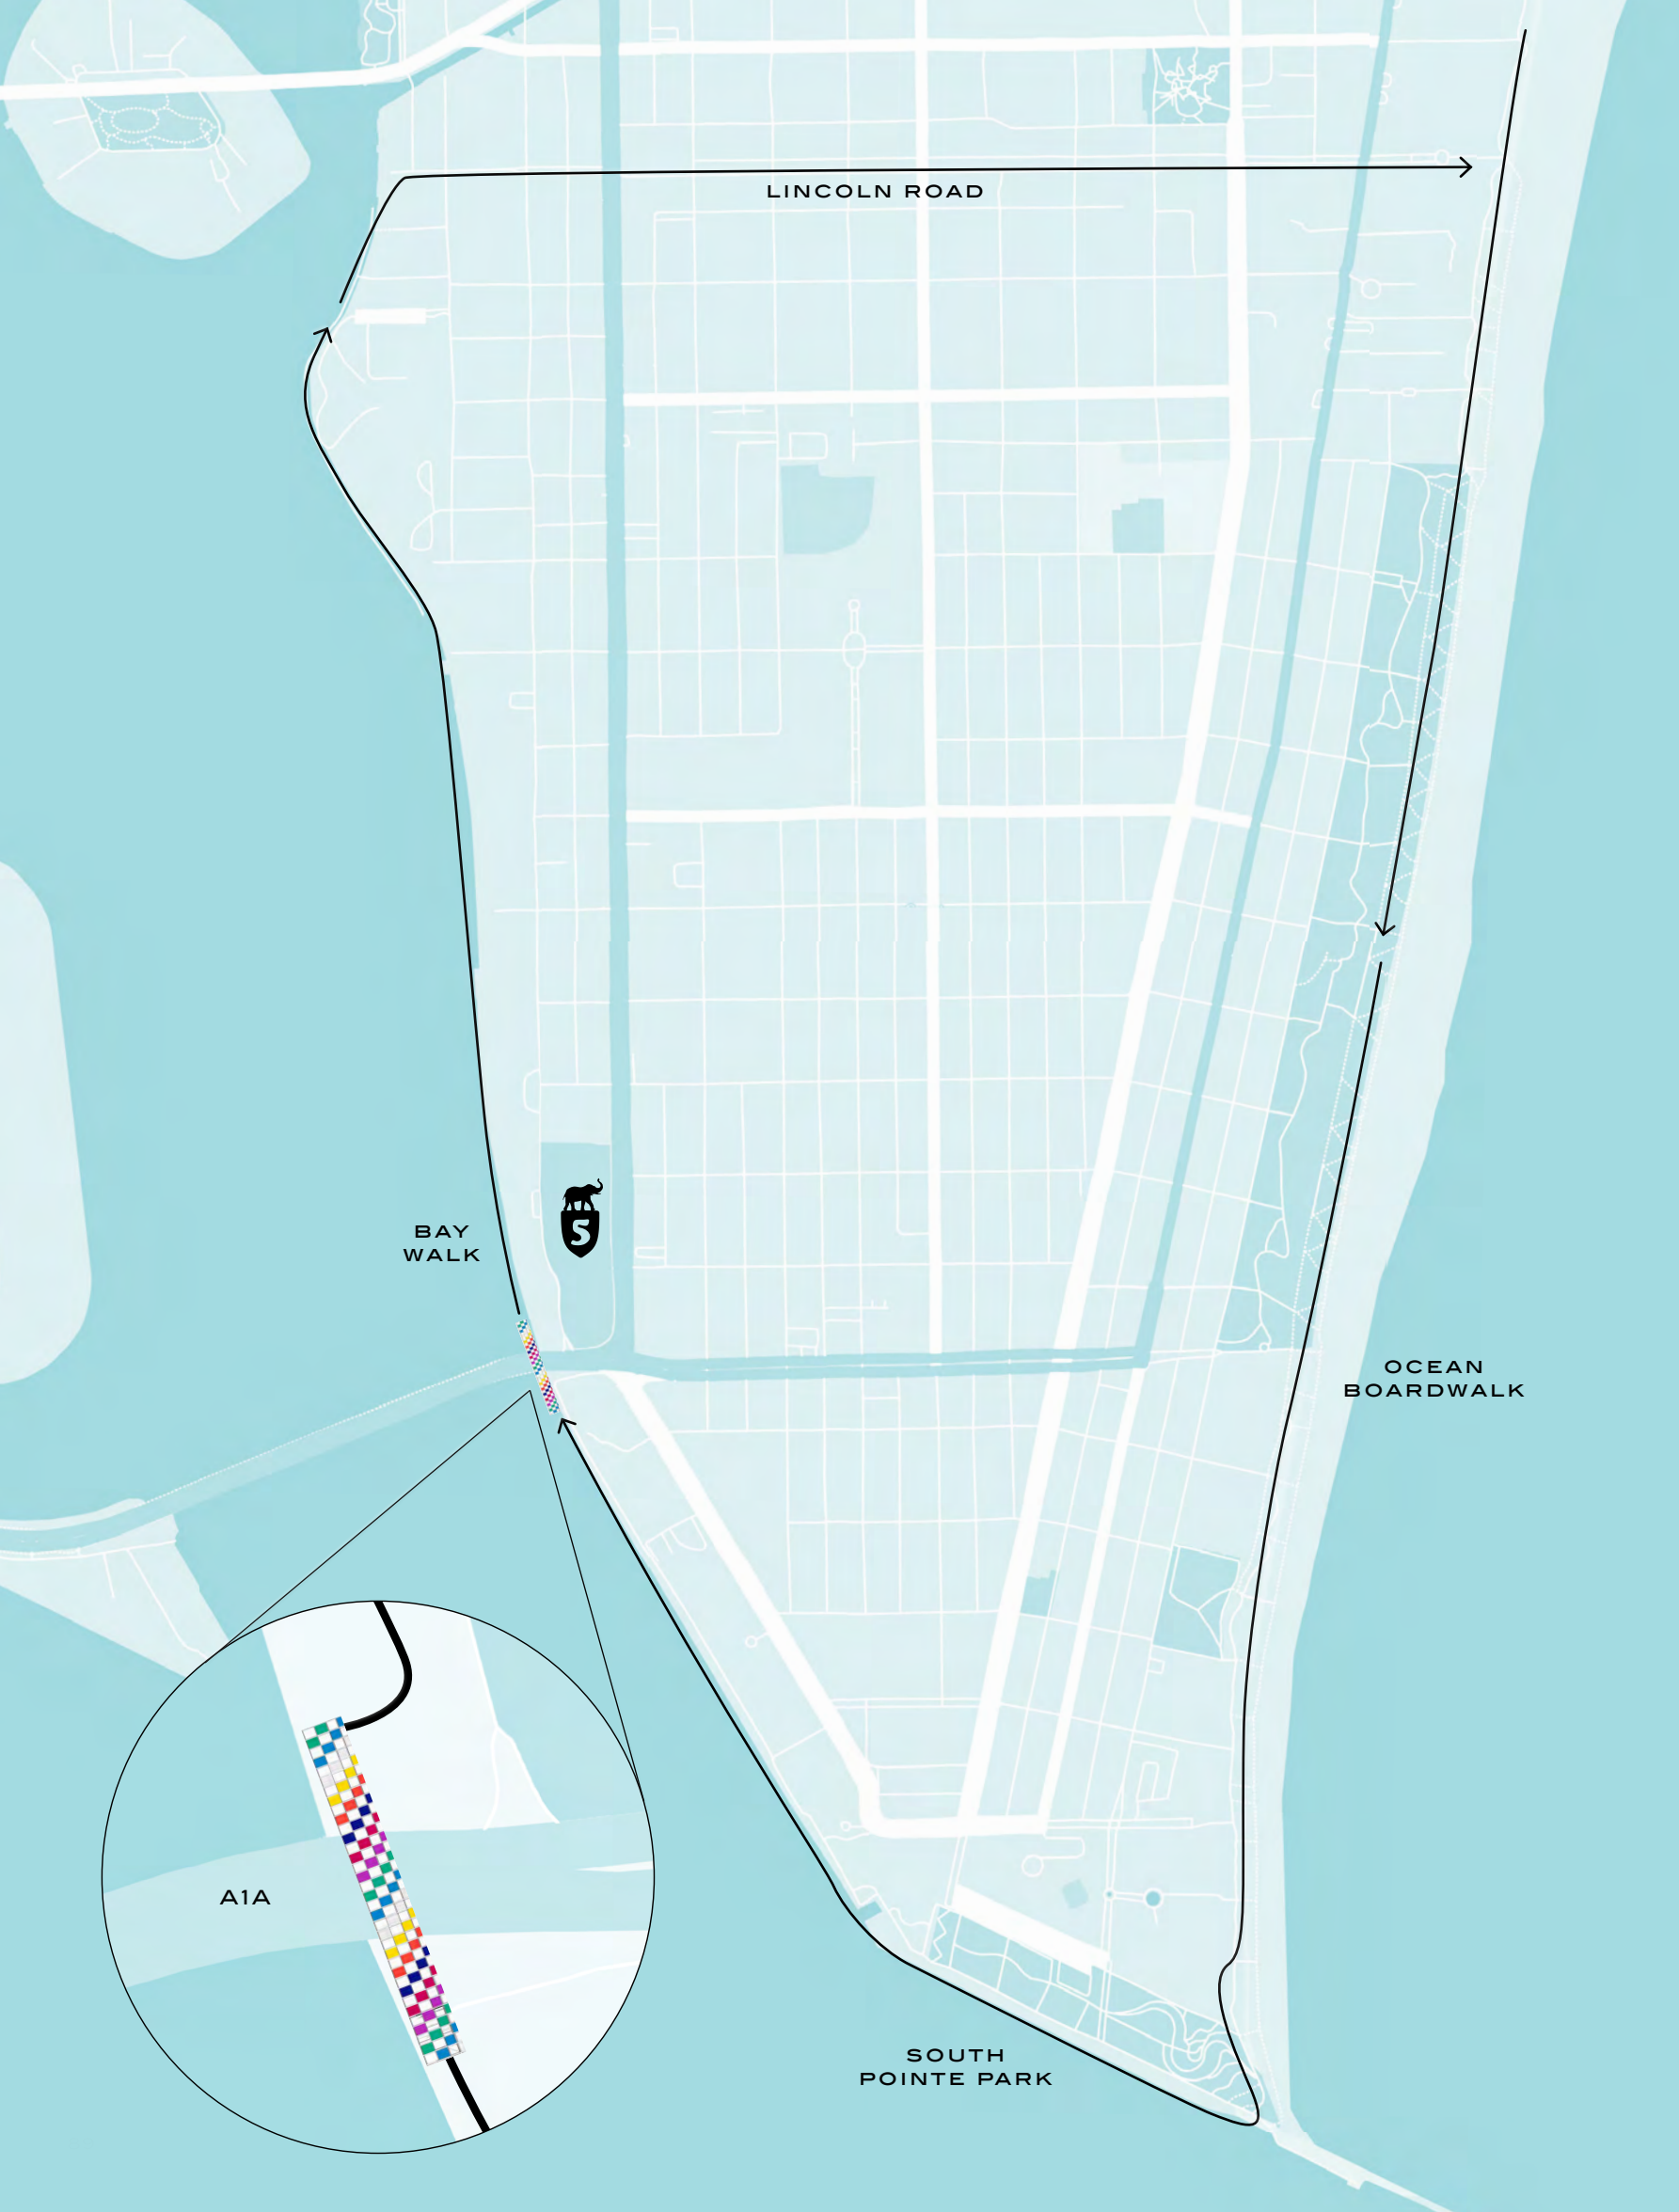 LINCOLN ROAD
5
BAY
WALK
OCEAN
BOARDWALK
A1A
SOUTH
POINTE PARK